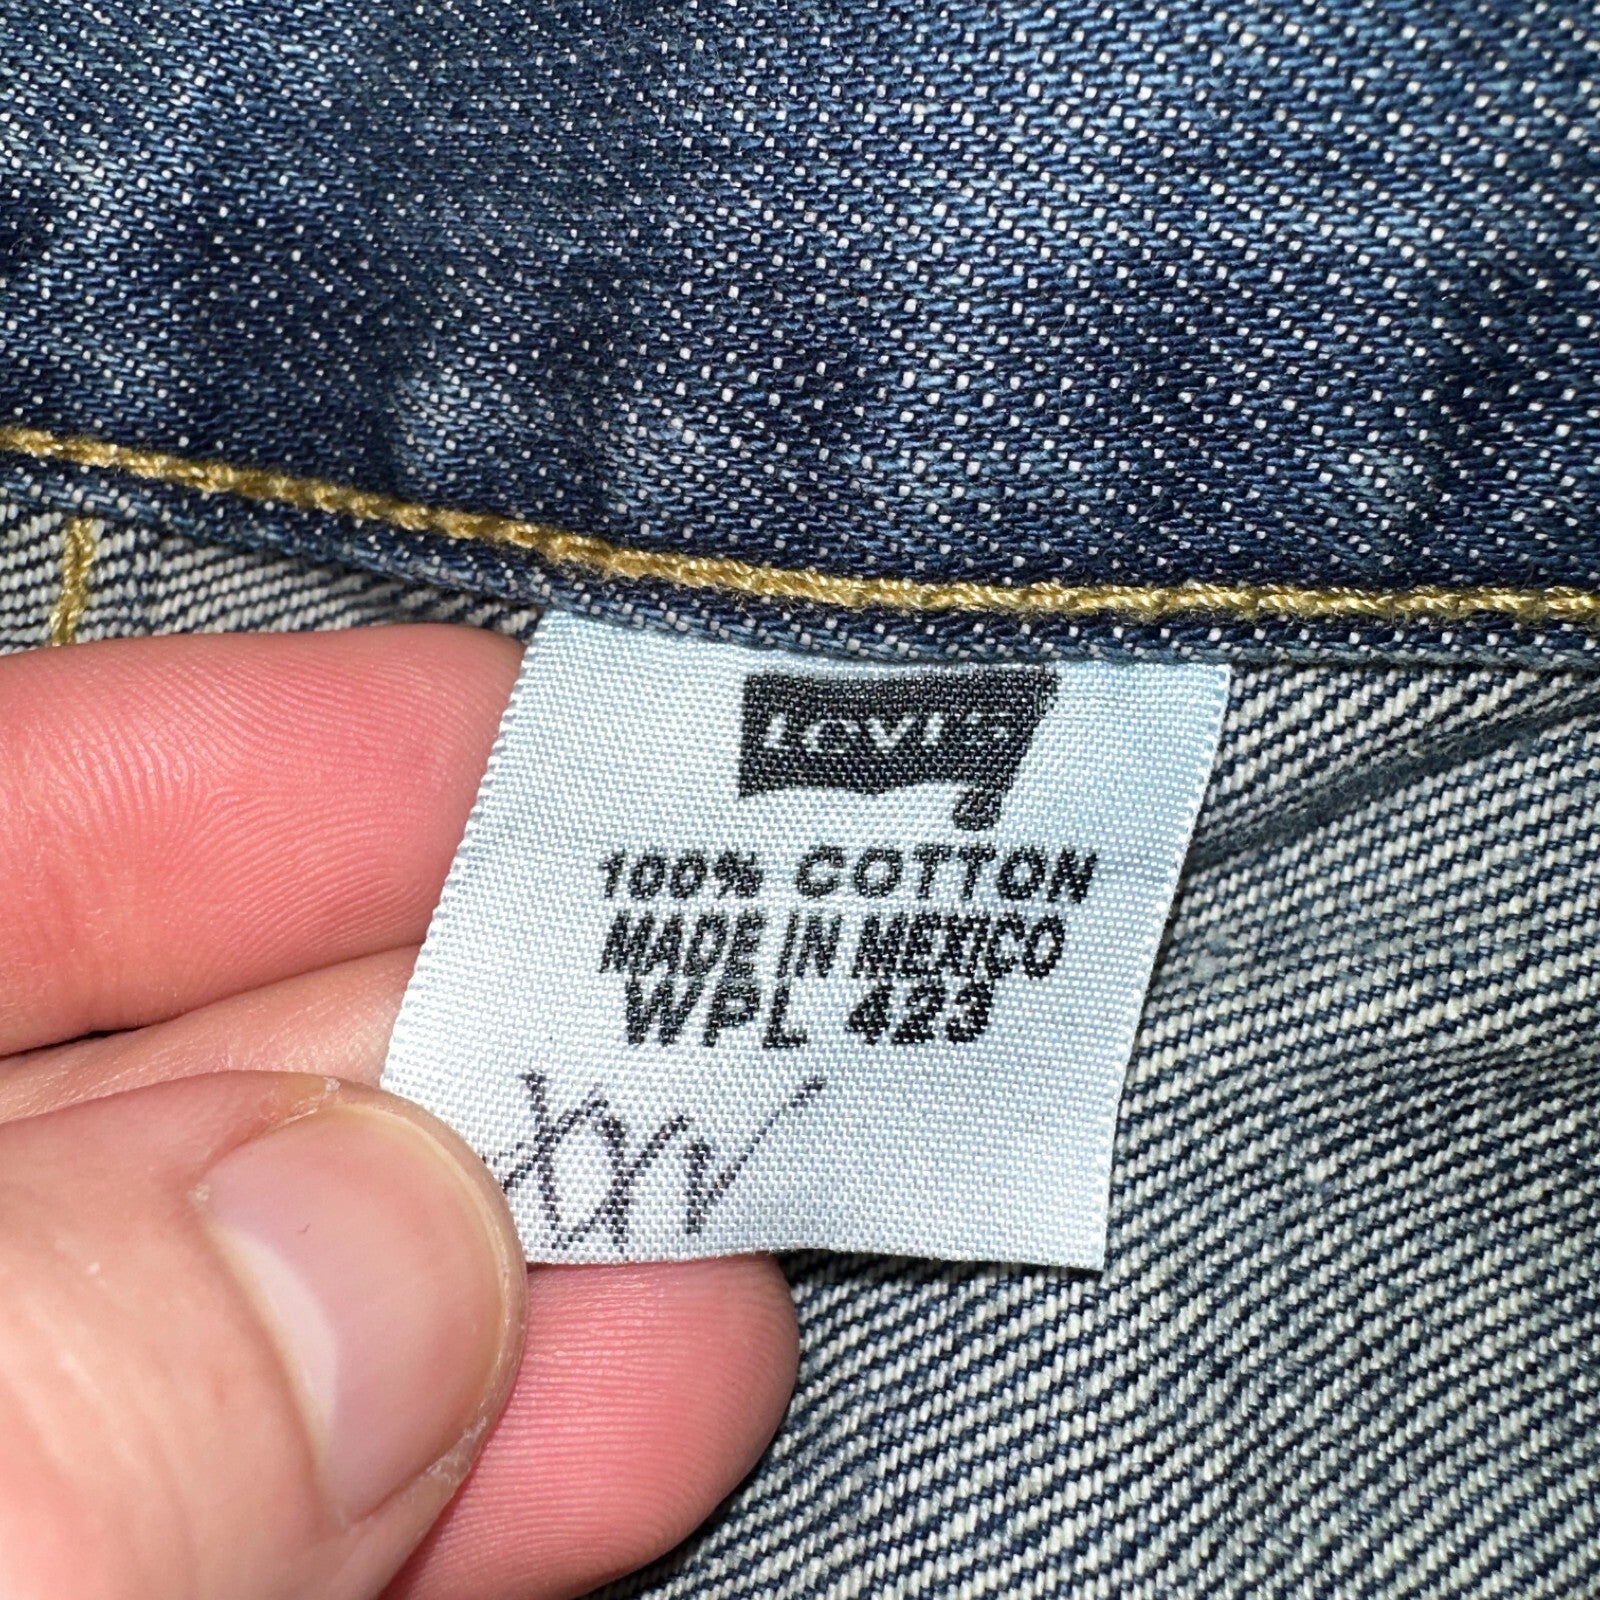 Levi's
100% COTTON
MADE IN MEXICO
WPL 423